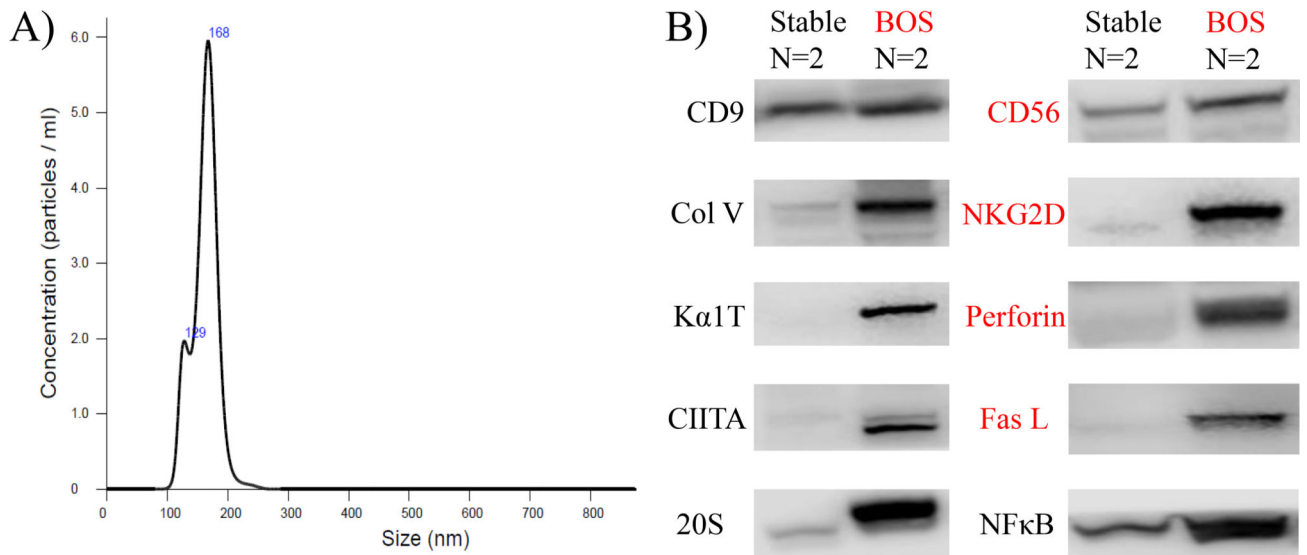 A)
168
129
6.0
5.0
4.0
3.0
2.0
1.0
0
0 100 200 300 400 500 600 700 800
Concentration (particles / ml)
Size (nm)
B)
Stable BOS Stable BOS
N=2 N=2 N=2 N=2
CD9 CD56
Col V NKG2D
Kα1T Perforin
CIITA Fas L
20S NFκB